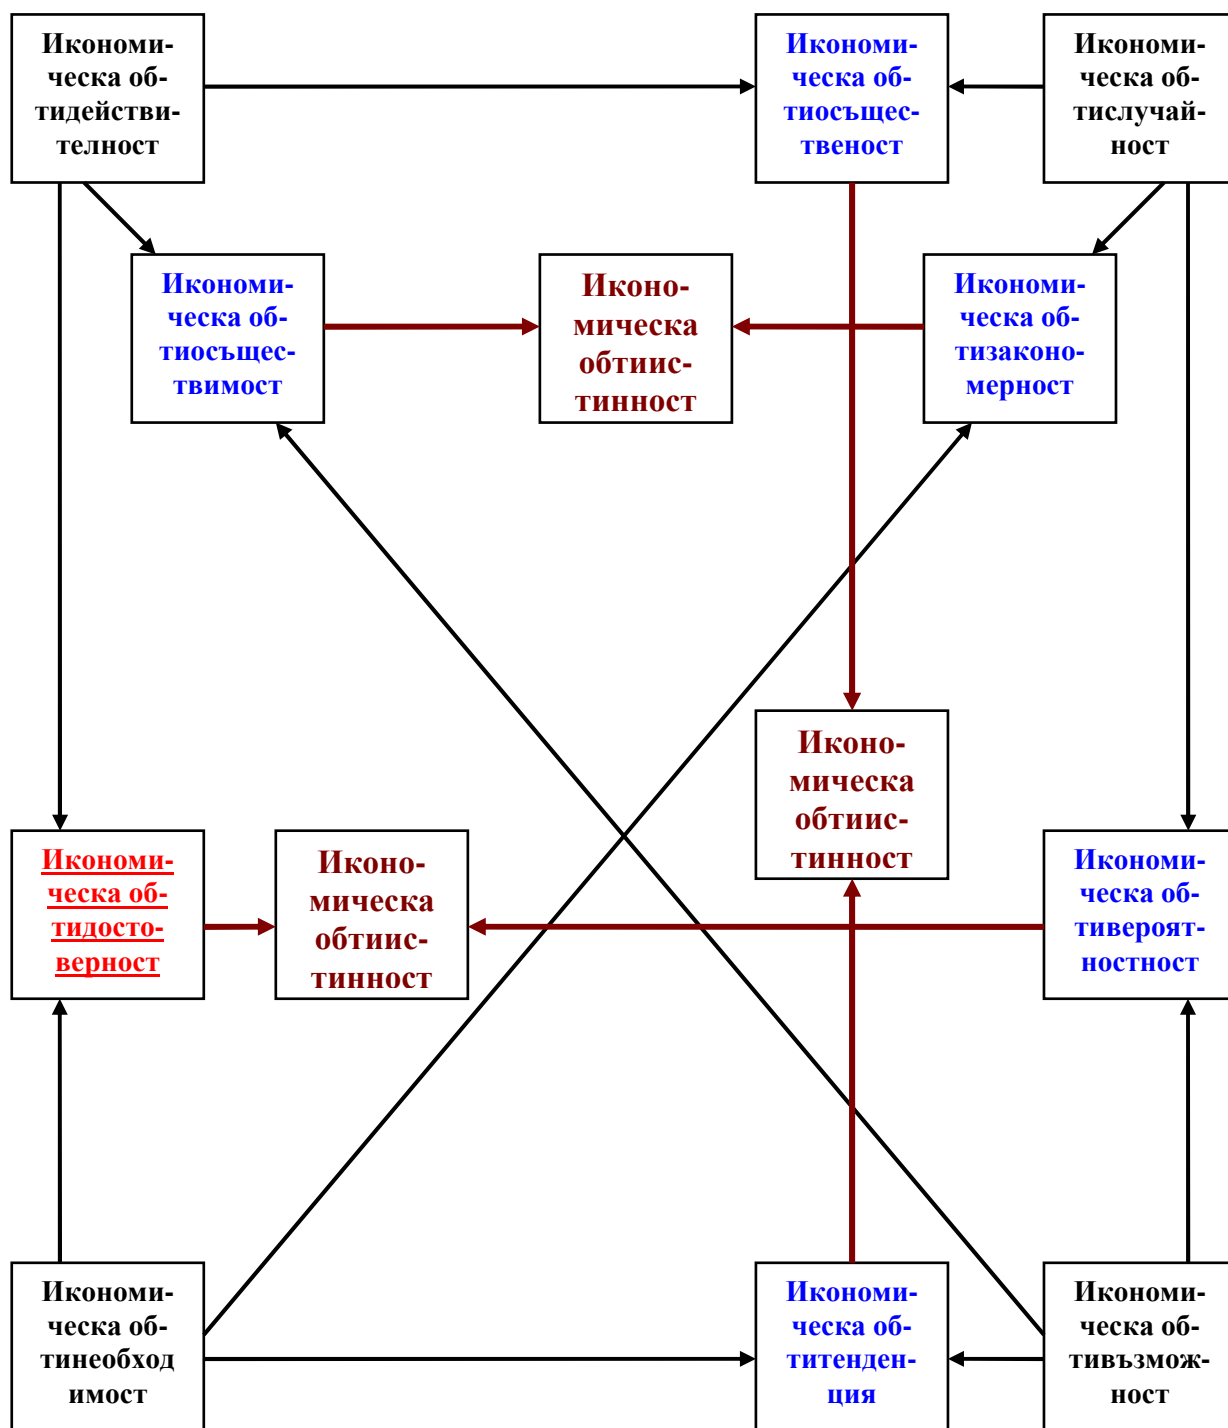 Икономи-
ческа об-
тидействи-
телност
Икономи-
ческа об-
тиосъщес-
твеност
Икономи-
ческа об-
тислучай-
ност
Икономи-
ческа об-
тиосъщес-
твимост
Иконо-
мическа
обтиис-
тинност
Икономи-
ческа об-
тизаконо-
мерност
Иконо-
мическа
обтиис-
тинност
Икономи-
ческа об-
тидосто-
верност
Иконо-
мическа
обтиис-
тинност
Икономи-
ческа об-
тивероят-
ностност
Икономи-
ческа об-
тинеобход
имост
Икономи-
ческа об-
титенден-
ция
Икономи-
ческа об-
тивъзмож-
ност